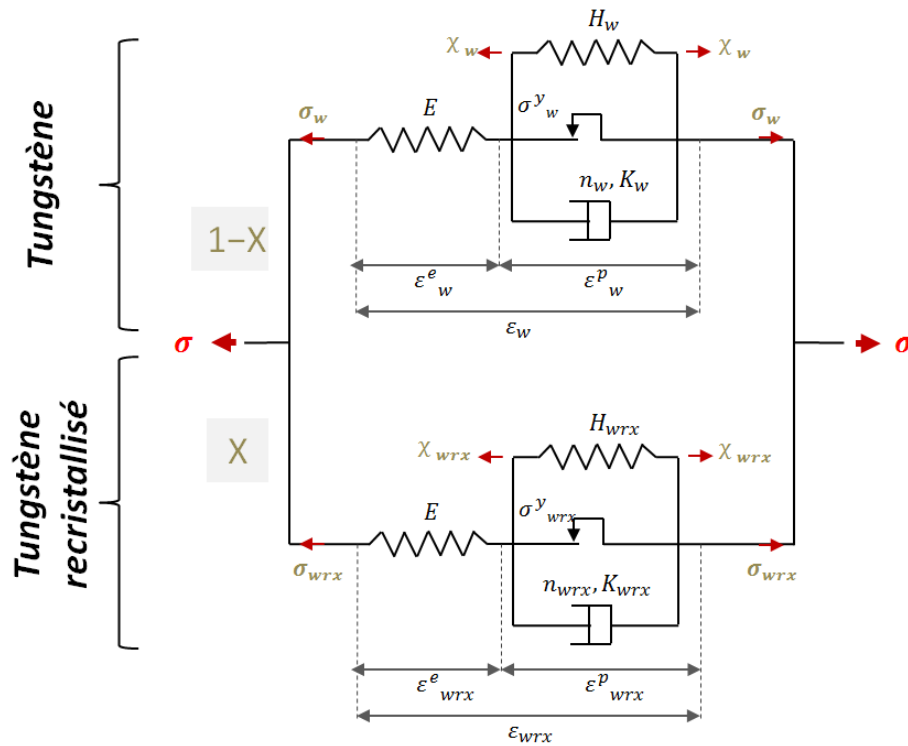 H_w
χ_w χ_w
σ^y_w
σ_w E σ_w
n_w, K_w
Tungstène
1−X
ε^e_w ε^p_w
ε_w
σ σ
H_wrx
X
χ_wrx χ_wrx
σ^y_wrx
E
σ_wrx σ_wrx
n_wrx, K_wrx
Tungstène
recristallisé
ε^e_wrx ε^p_wrx
ε_wrx